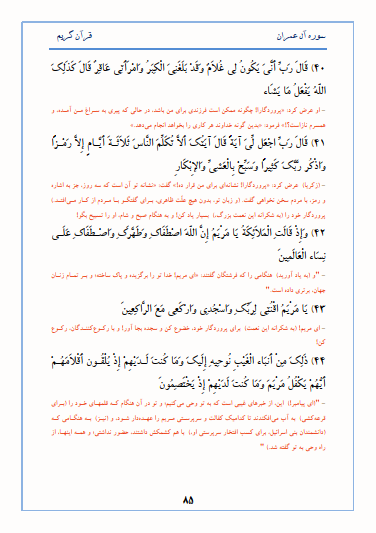 سوره آل عمران
قرآن کریم
(۴۰) قَالَ رَبِّ أَنَّىَ يَكُونُ لِي غُلاَمٌ وَقَدْ بَلَغَنِيَ الْكِبَرُ وَامْرَأَتِي عَاقِرٌ قَالَ كَذَلِكَ
اللّهُ يَفْعَلُ مَا يَشَاء
- او عرض کرد: «پروردگارا! چگونه ممکن است فرزندی برای من باشد، در حالی که پیری به سراغ من آمده، و
همسرم نازاست؟!» فرمود: «بدین گونه خداوند هر کاری را بخواهد انجام می‌دهد.»
(۴۱) قَالَ رَبِّ اجْعَل لِّيَ آيَةً قَالَ آيَتُكَ أَلاَّ تُكَلِّمَ النَّاسَ ثَلاَثَةَ أَيَّامٍ إِلاَّ رَمْزًا
وَاذْكُر رَّبَّكَ كَثِيرًا وَسَبِّحْ بِالْعَشِيِّ وَالإِبْكَارِ
- (زکریا) عرض کرد: «پروردگارا! نشانه‌ای برای من قرار ده!» گفت: «نشانه تو آن است که سه روز، جز به اشاره
و رمز، با مردم سخن نخواهی گفت. (و زبان تو، بدون هیچ علّت ظاهری، برای گفتگو با مردم از کار می‌افتد.)
پروردگار خود را (به شکرانه این نعمت بزرگ،) بسیار یاد کن! و به هنگام صبح و شام، او را تسبیح بگو!
(۴۲) وَإِذْ قَالَتِ الْمَلاَئِكَةُ يَا مَرْيَمُ إِنَّ اللّهَ اصْطَفَاكِ وَطَهَّرَكِ وَاصْطَفَاكِ عَلَى
نِسَاء الْعَالَمِينَ
- " و (به یاد آورید) هنگامی را که فرشتگان گفتند: «ای مریم! خدا تو را برگزیده و پاک ساخته؛ و بر تمام زنان
جهان، برتری داده است "
(۴۳) يَا مَرْيَمُ اقْنُتِي لِرَبِّكِ وَاسْجُدِي وَارْكَعِي مَعَ الرَّاكِعِينَ
- ای مریم! (به شکرانه این نعمت) برای پروردگار خود، خضوع کن و سجده بجا آور! و با رکوع‌کنندگان، رکوع
کن!
(۴۴) ذَلِكَ مِنْ أَنبَاء الْغَيْبِ نُوحِيهِ إِلَيكَ وَمَا كُنتَ لَدَيْهِمْ إِذْ يُلْقُون أَقْلاَمَهُمْ
أَيُّهُمْ يَكْفُلُ مَرْيَمَ وَمَا كُنتَ لَدَيْهِمْ إِذْ يَخْتَصِمُونَ
- "(ای پیامبر!) این، از خبرهای غیبی است که به تو وحی می‌کنیم؛ و تو در آن هنگام که قلمهای خود را (برای
قرعه‌کشی) به آب می‌افکندند تا کدامیک کفالت و سرپرستی مریم را عهده‌دار شود، و (نیز) به هنگامی که
(دانشمندان بنی اسرائیل، برای کسب افتخار سرپرستی او،) با هم کشمکش داشتند، حضور نداشتی؛ و همه اینها، از
راه وحی به تو گفته شد.) "
۸۵